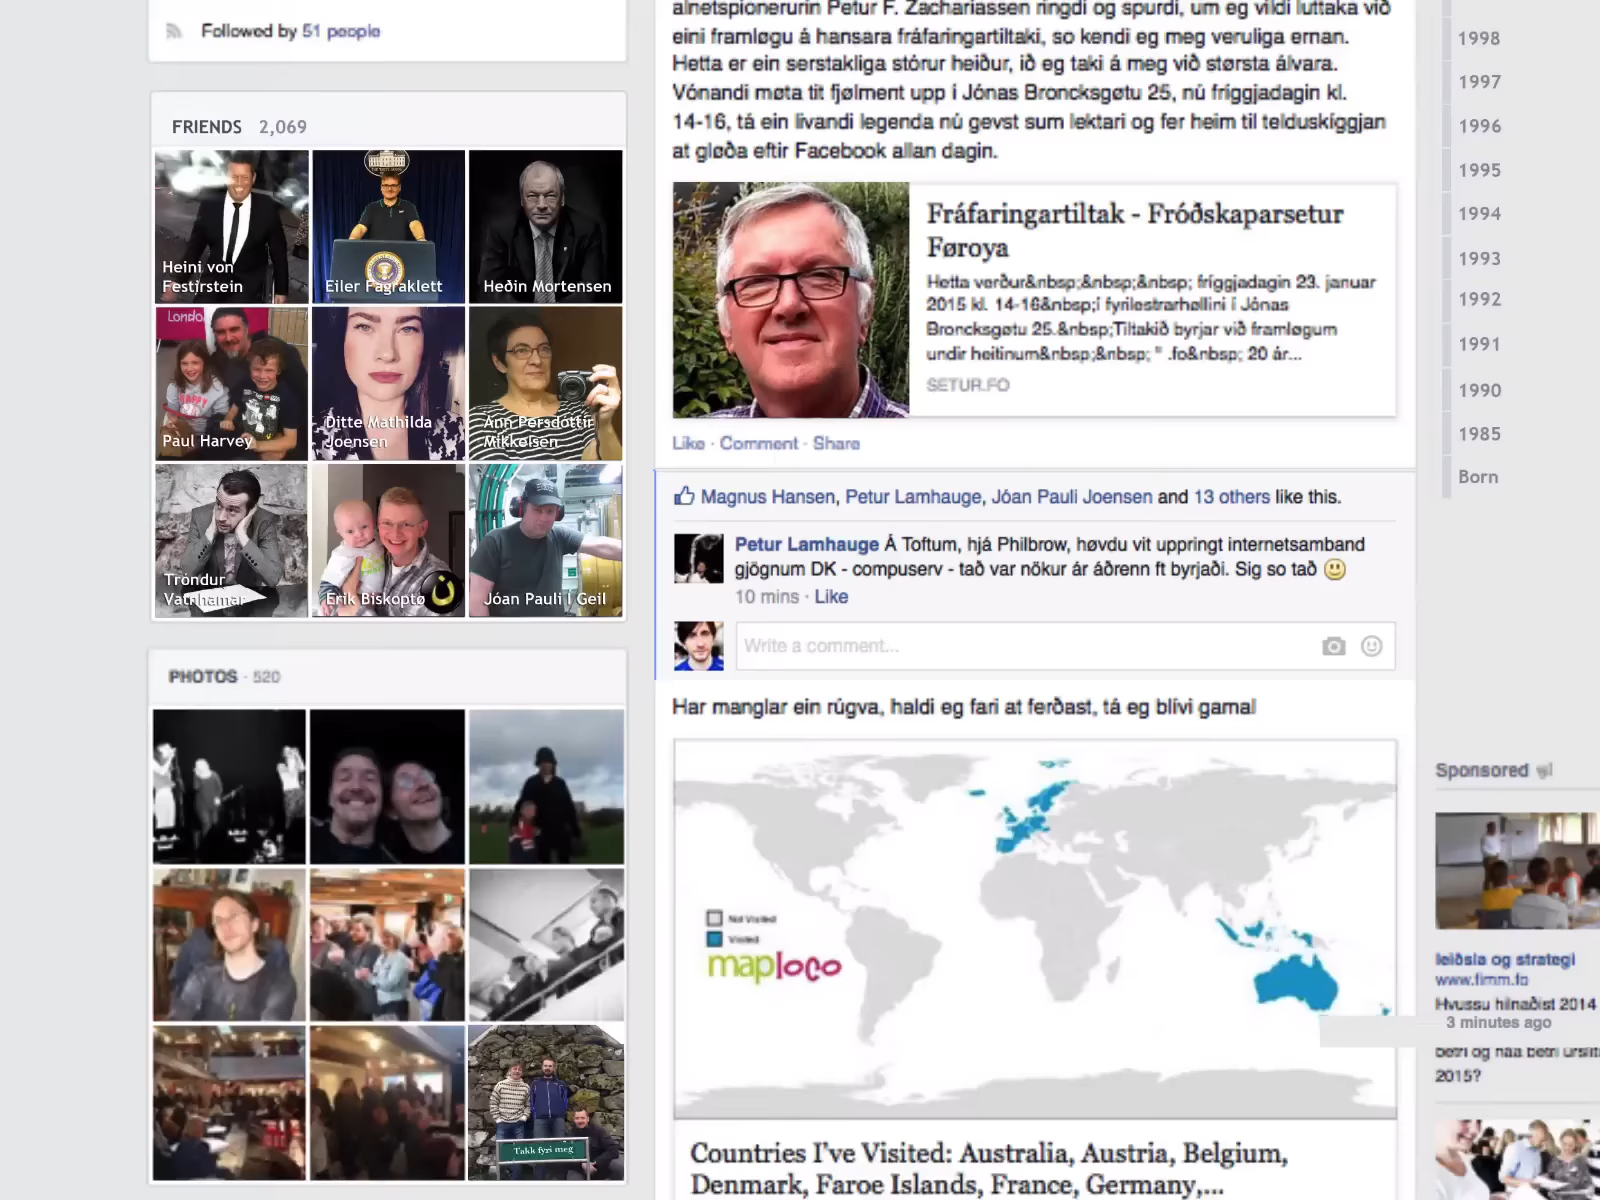 Followed by 51 people
FRIENDS 2,069
Heini von
Festirstein
Eiler Fagraklett
Heðin Mortensen
London
Paul Harvey
Ditte Mathilda
Joensen
Ann Persdóttir
Mikkelsen
HAPPY
Tróndur
Vatnhamar
Erik Biskopstø
Jóan Pauli í Geil
PHOTOS · 520
Takk fyri meg
alnetspionerurin Petur F. Zachariassen ringdi og spurdi, um eg vildi luttaka við
eini framløgu á hansara fráfaringartiltaki, so kendi eg meg veruliga ernan.
Hetta er ein serstakliga stórur heiður, ið eg taki á meg við størsta álvara.
Vónandi møta tit fjølment upp í Jónas Broncksgøtu 25, nú fríggjadagin kl.
14-16, tá ein livandi legenda nú gevst sum lektari og fer heim til telduskíggjan
at gløða eftir Facebook allan dagin.
Fráfaringartiltak - Fróðskaparsetur
Føroya
Hetta verður&nbsp;&nbsp;&nbsp; fríggjadagin 23. januar
2015 kl. 14-16&nbsp;í fyrilestrarhøllini í Jónas
Broncksgøtu 25.&nbsp;Tiltakið byrjar við framløgum
undir heitinum&nbsp;&nbsp; " .fo&nbsp; 20 ár...
SETUR.FO
Like · Comment · Share
Magnus Hansen, Petur Lamhauge, Jóan Pauli Joensen and 13 others like this.
Petur Lamhauge Á Toftum, hjá Philbrow, høvdu vit uppringt internetsamband
gjögnum DK - compuserv - tað var nökur ár áðrenn ft byrjaði. Sig so tað 🙂
10 mins · Like
Write a comment...
Har manglar ein rúgva, haldi eg fari at ferðast, tá eg blívi gamal
Not Visited
Visited
maploco
Countries I've Visited: Australia, Austria, Belgium,
Denmark, Faroe Islands, France, Germany,...
1998
1997
1996
1995
1994
1993
1992
1991
1990
1985
Born
Sponsored
leiðsla og strategi
www.fimm.fo
Hvussu hilnaðist 2014
3 minutes ago
betri og naa betri úrslit
2015?